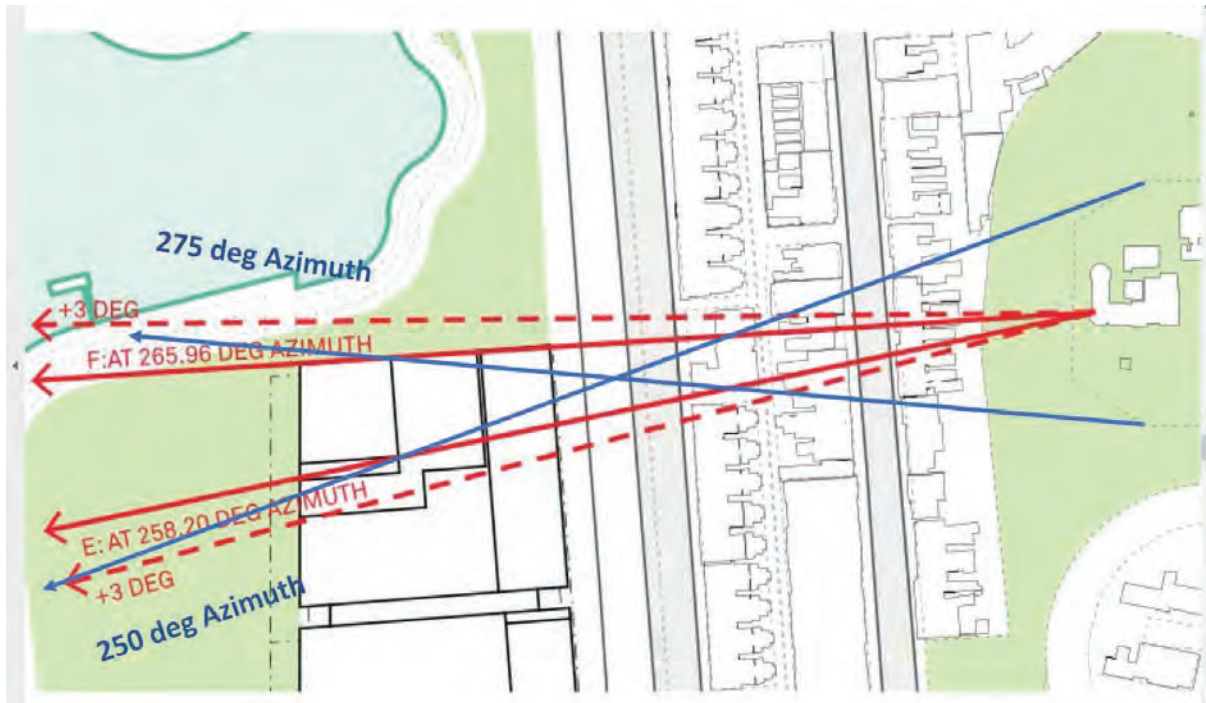 275 deg Azimuth
+3 DEG
F:AT 265.96 DEG AZIMUTH
E: AT 258.20 DEG AZIMUTH
+3 DEG
250 deg Azimuth